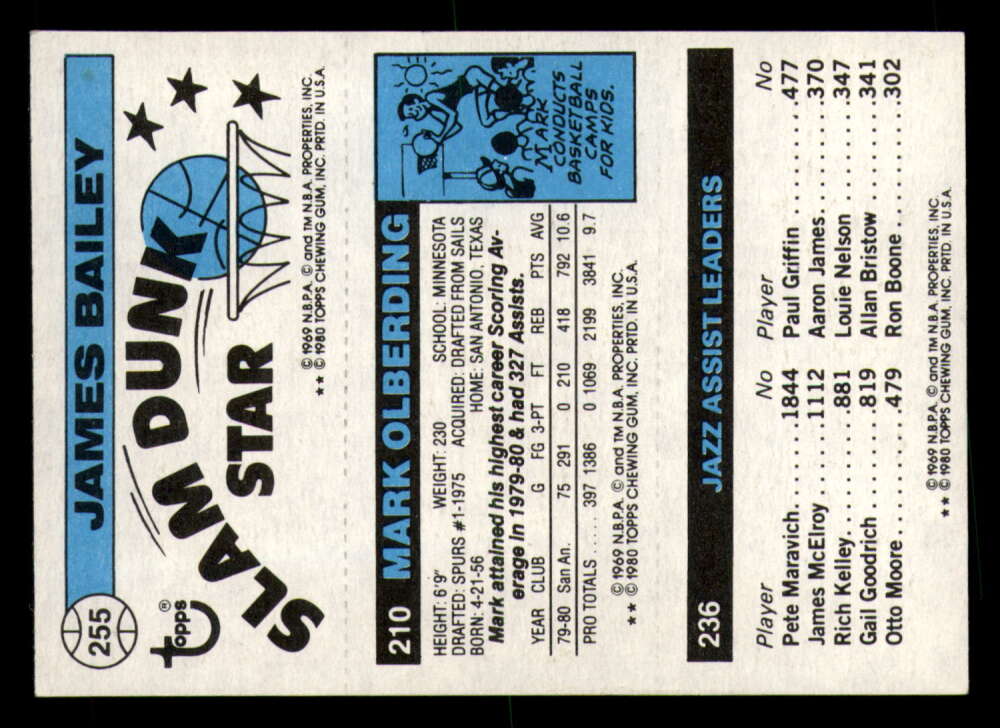 255
JAMES BAILEY
topps®
SLAM DUNK
STAR
© 1969 N.B.P.A. © and TM N.B.A. PROPERTIES, INC.
★★ © 1980 TOPPS CHEWING GUM, INC. PRTD. IN U.S.A.
210 MARK OLBERDING
HEIGHT: 6'9" WEIGHT: 230 SCHOOL: MINNESOTA
DRAFTED: SPURS #1-1975 ACQUIRED: DRAFTED FROM SAILS
BORN: 4-21-56 HOME: SAN ANTONIO, TEXAS
Mark attained his highest career Scoring Av-
erage in 1979-80 & had 327 Assists.
YEAR CLUB G FG 3-PT FT REB PTS AVG
79-80 San An. 75 291 0 210 418 792 10.6
PRO TOTALS ..... 397 1386 0 1069 2199 3841 9.7
© 1969 N.B.P.A. © and TM N.B.A. PROPERTIES, INC.
★★ © 1980 TOPPS CHEWING GUM, INC. PRTD. IN U.S.A.
MARK
CONDUCTS
BASKETBALL
CAMPS
FOR KIDS.
236 JAZZ ASSIST LEADERS
Player No Player No
Pete Maravich.....1844 Paul Griffin..........477
James McElroy...1112 Aaron James.......370
Rich Kelley..........881 Louie Nelson.......347
Gail Goodrich......819 Allan Bristow.......341
Otto Moore..........479 Ron Boone..........302
© 1969 N.B.P.A. © and TM N.B.A. PROPERTIES, INC.
★★ © 1980 TOPPS CHEWING GUM, INC. PRTD. IN U.S.A.